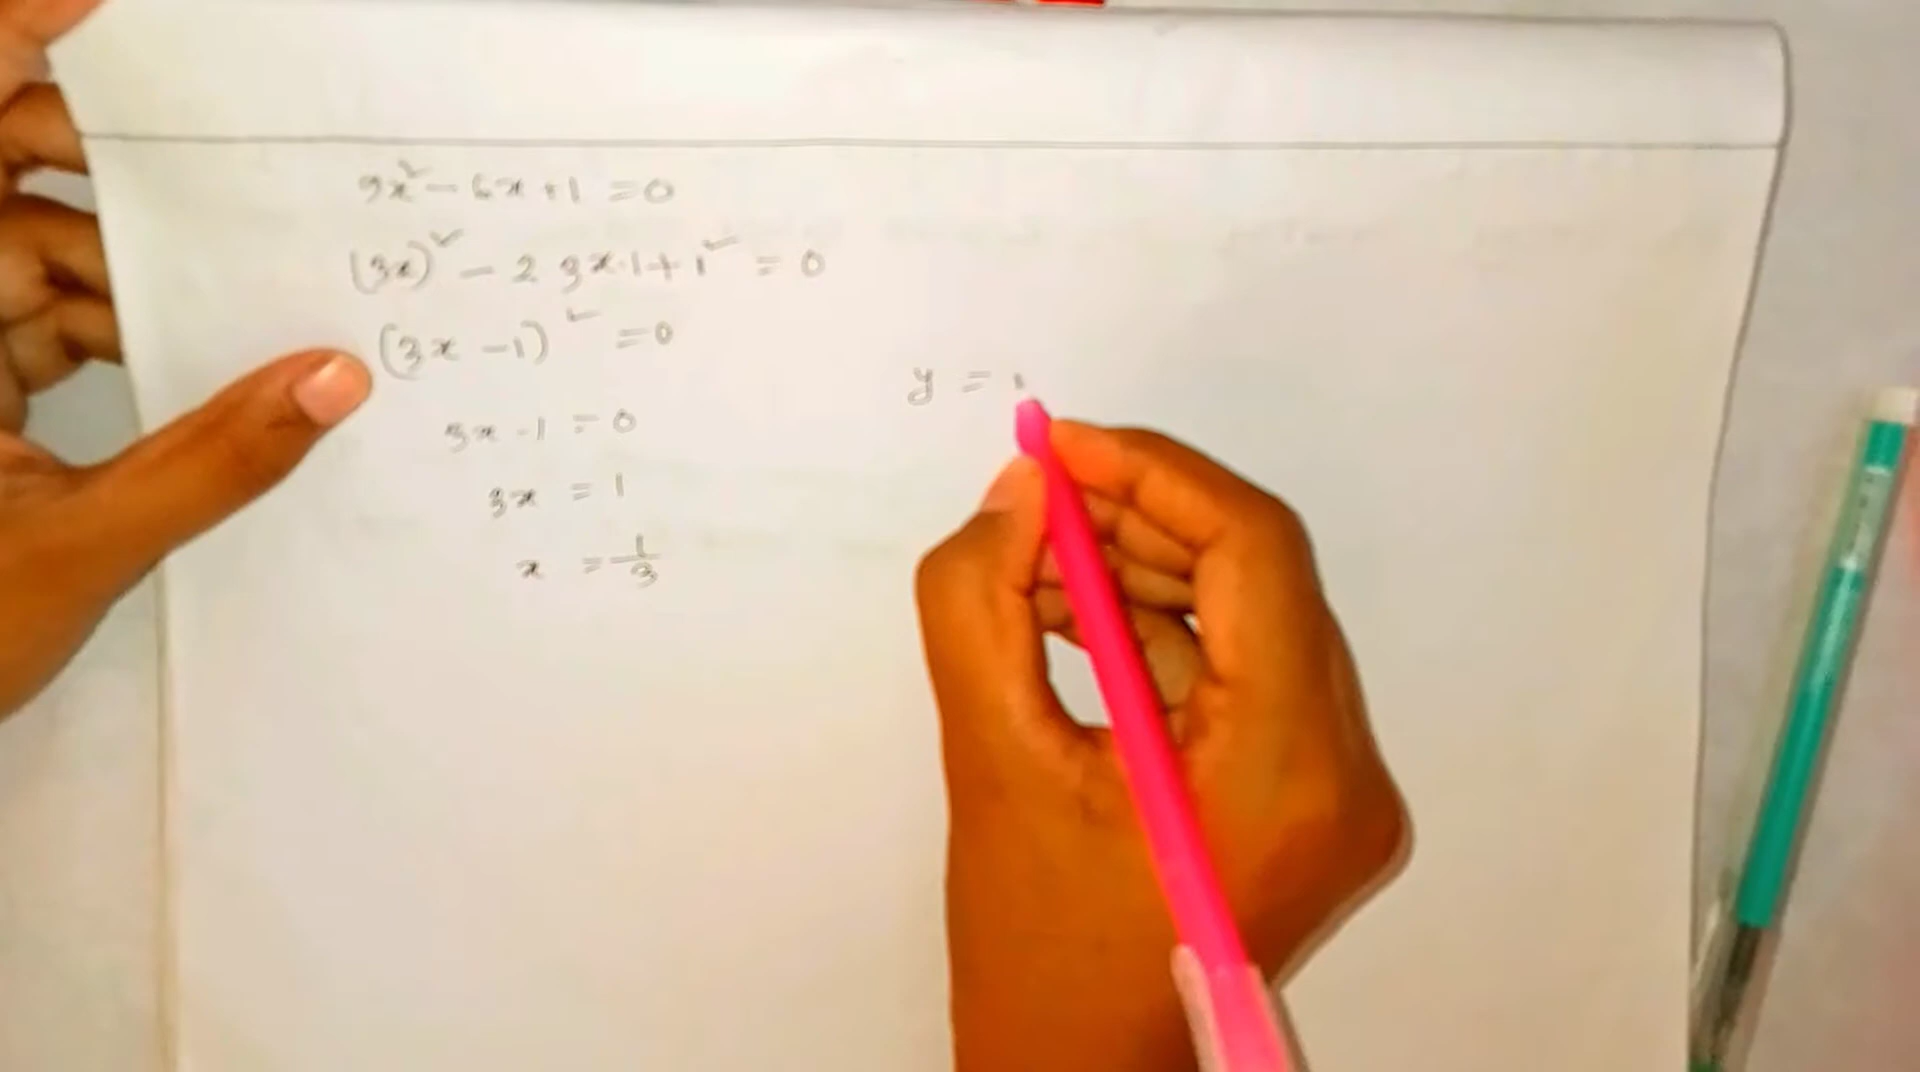 9x² - 6x + 1 = 0
(3x)² - 2 3x·1 + 1² = 0
(3x - 1)² = 0
3x - 1 = 0
3x = 1
x = 1/3
y =